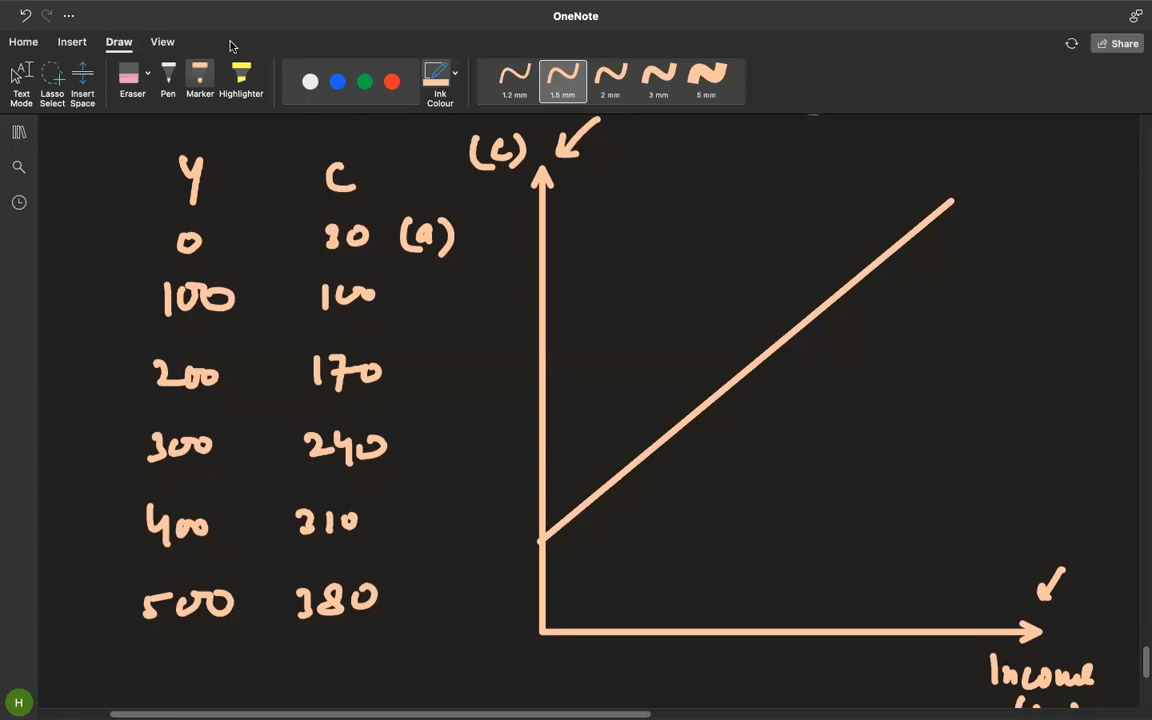 OneNote
Home Insert Draw View
Share
Text Mode
Lasso Select
Insert Space
Eraser
Pen
Marker
Highlighter
Ink Colour
1.2 mm
1.5 mm
2 mm
3 mm
5 mm
Y C
0 30 (a)
100 100
200 170
300 240
400 310
500 380
(C)
Income
H